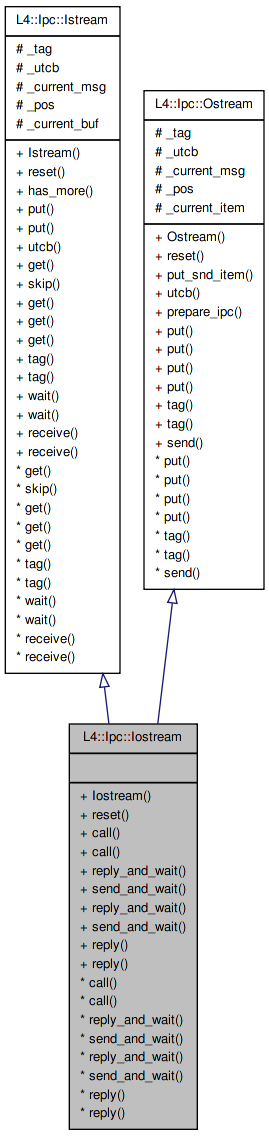 L4::Ipc::Istream
# _tag
# _utcb
# _current_msg
# _pos
# _current_buf
+ Istream()
+ reset()
+ has_more()
+ put()
+ put()
+ utcb()
+ get()
+ skip()
+ get()
+ get()
+ get()
+ tag()
+ tag()
+ wait()
+ wait()
+ receive()
+ receive()
* get()
* skip()
* get()
* get()
* get()
* tag()
* tag()
* wait()
* wait()
* receive()
* receive()
L4::Ipc::Ostream
# _tag
# _utcb
# _current_msg
# _pos
# _current_item
+ Ostream()
+ reset()
+ put_snd_item()
+ utcb()
+ prepare_ipc()
+ put()
+ put()
+ put()
+ put()
+ tag()
+ tag()
+ send()
* put()
* put()
* put()
* put()
* tag()
* tag()
* send()
L4::Ipc::Iostream
+ Iostream()
+ reset()
+ call()
+ call()
+ reply_and_wait()
+ send_and_wait()
+ reply_and_wait()
+ send_and_wait()
+ reply()
+ reply()
* call()
* call()
* reply_and_wait()
* send_and_wait()
* reply_and_wait()
* send_and_wait()
* reply()
* reply()